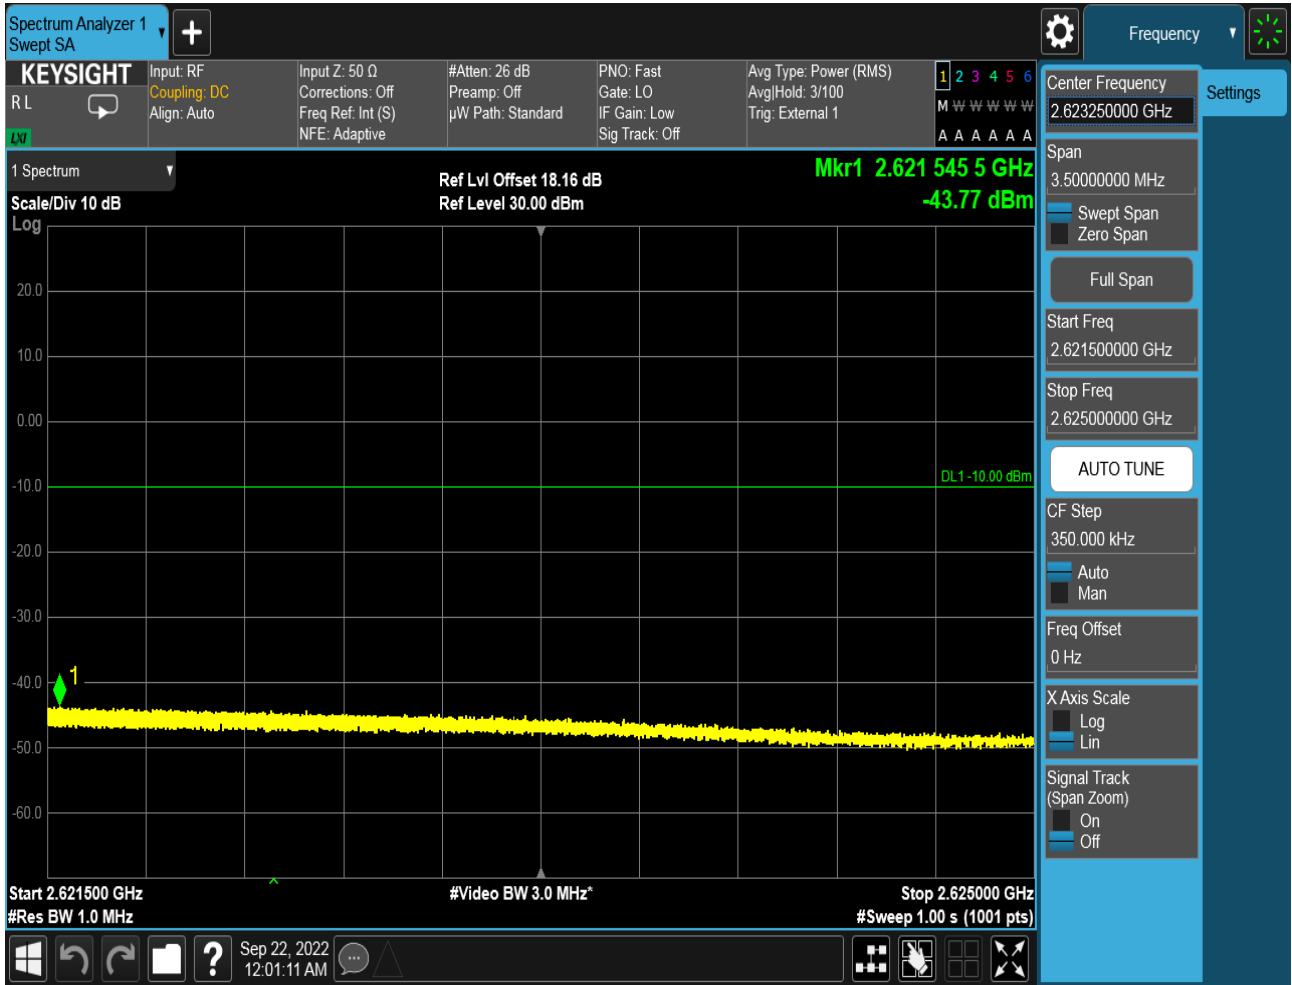 Spectrum Analyzer 1
Swept SA
Frequency
KEYSIGHT
R L
LXI
Input: RF
Coupling: DC
Align: Auto
Input Z: 50 Ω
Corrections: Off
Freq Ref: Int (S)
NFE: Adaptive
#Atten: 26 dB
Preamp: Off
µW Path: Standard
PNO: Fast
Gate: LO
IF Gain: Low
Sig Track: Off
Avg Type: Power (RMS)
Avg|Hold: 3/100
Trig: External 1
1 2 3 4 5 6
M W W W W W
A A A A A A
1 Spectrum
Scale/Div 10 dB
Log
Ref Lvl Offset 18.16 dB
Ref Level 30.00 dBm
Mkr1 2.621 545 5 GHz
-43.77 dBm
20.0
10.0
0.00
-10.0
-20.0
-30.0
-40.0
-50.0
-60.0
DL1 -10.00 dBm
1
Start 2.621500 GHz
#Res BW 1.0 MHz
#Video BW 3.0 MHz*
Stop 2.625000 GHz
#Sweep 1.00 s (1001 pts)
Center Frequency
2.623250000 GHz
Settings
Span
3.50000000 MHz
Swept Span
Zero Span
Full Span
Start Freq
2.621500000 GHz
Stop Freq
2.625000000 GHz
AUTO TUNE
CF Step
350.000 kHz
Auto
Man
Freq Offset
0 Hz
X Axis Scale
Log
Lin
Signal Track
(Span Zoom)
On
Off
?
Sep 22, 2022
12:01:11 AM